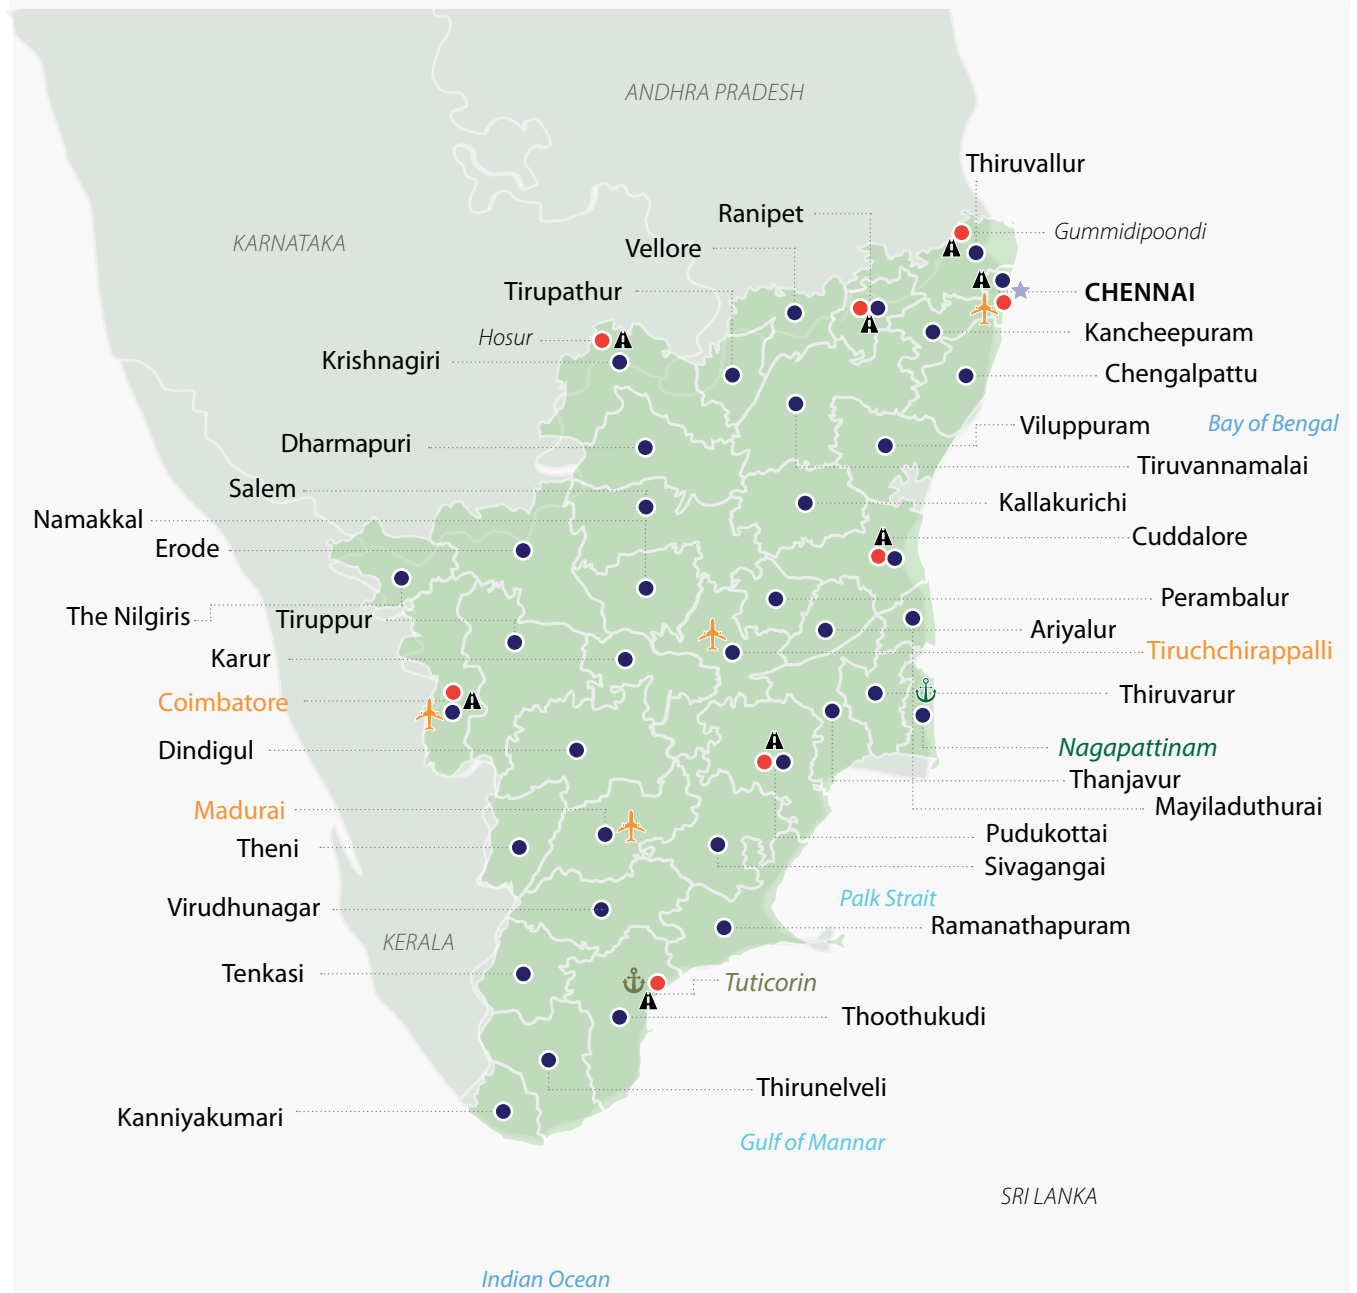 ANDHRA PRADESH
Thiruvallur
Ranipet
Gummidipoondi
KARNATAKA
Vellore
Tirupathur
CHENNAI
Hosur
Kancheepuram
Krishnagiri
Chengalpattu
Viluppuram
Bay of Bengal
Dharmapuri
Tiruvannamalai
Salem
Kallakurichi
Namakkal
Cuddalore
Erode
Perambalur
The Nilgiris
Tiruppur
Ariyalur
Tiruchchirappalli
Karur
Thiruvarur
Coimbatore
Nagapattinam
Dindigul
Thanjavur
Mayiladuthurai
Madurai
Pudukottai
Theni
Sivagangai
Palk Strait
Virudhunagar
Ramanathapuram
KERALA
Tenkasi
Tuticorin
Thoothukudi
Thirunelveli
Kanniyakumari
Gulf of Mannar
SRI LANKA
Indian Ocean